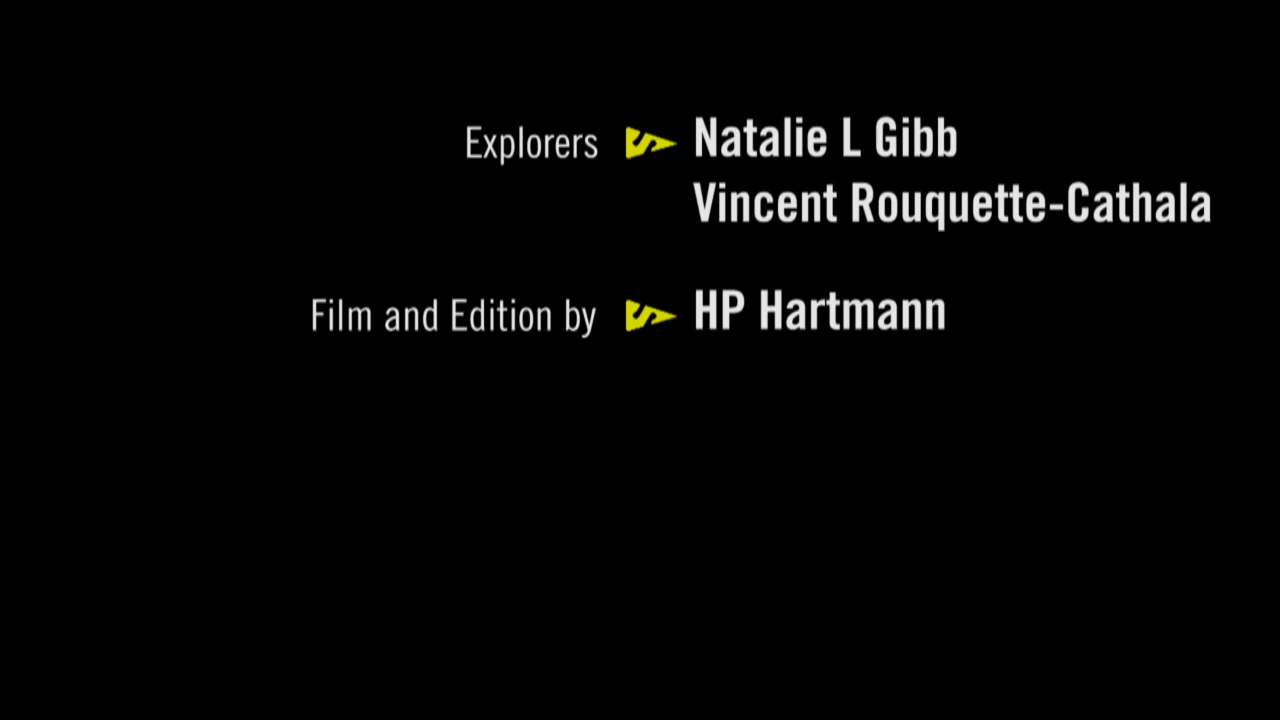 Explorers Natalie L Gibb
Vincent Rouquette-Cathala
Film and Edition by HP Hartmann